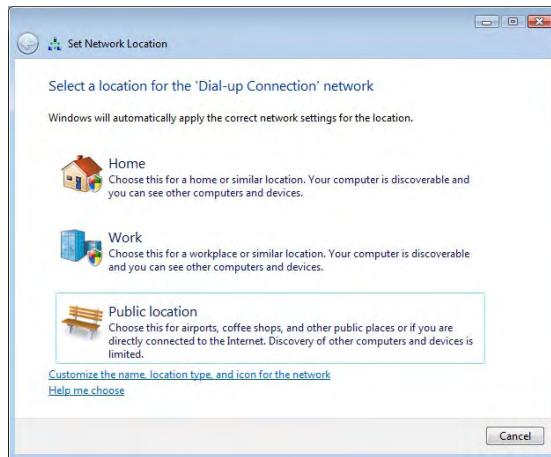 Set Network Location
Select a location for the 'Dial-up Connection' network
Windows will automatically apply the correct network settings for the location.
Home
Choose this for a home or similar location. Your computer is discoverable and
you can see other computers and devices.
Work
Choose this for a workplace or similar location. Your computer is discoverable
and you can see other computers and devices.
Public location
Choose this for airports, coffee shops, and other public places or if you are
directly connected to the Internet. Discovery of other computers and devices is
limited.
Customize the name, location type, and icon for the network
Help me choose
Cancel